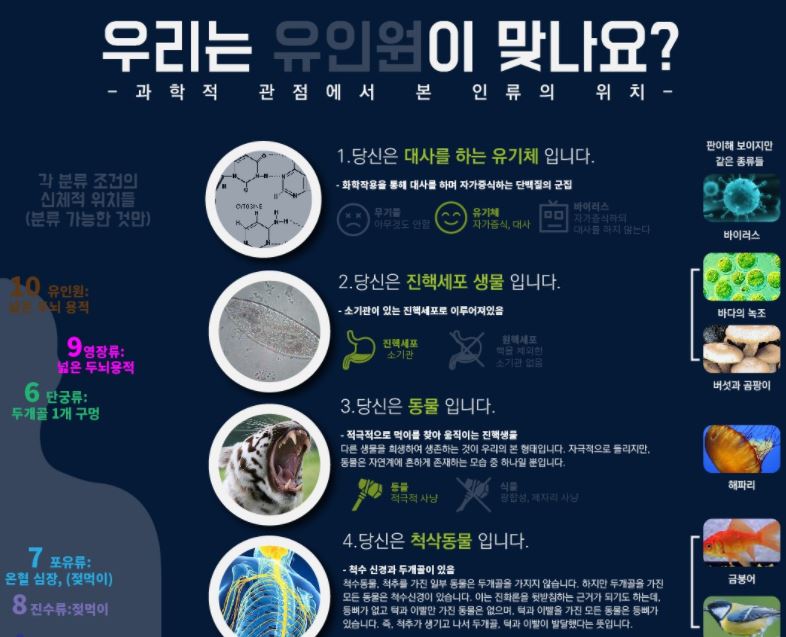 우리는 유인원이 맞나요?
- 과학적 관점에서 본 인류의 위치 -
각 분류 조건의
신체적 위치들
(분류 가능한 것만)
10 유인원:
넓은 두뇌 용적
9 영장류:
넓은 두뇌용적
6 단궁류:
두개골 1개 구멍
7 포유류:
온혈 심장, (젖먹이)
8 진수류:젖먹이
1.당신은 대사를 하는 유기체 입니다.
- 화학작용을 통해 대사를 하며 자가증식하는 단백질의 군집
무기물
아무것도 안함
유기체
자가증식, 대사
바이러스
자가증식하되
대사를 하지 않는다
CYTOSINE
2.당신은 진핵세포 생물 입니다.
- 소기관이 있는 진핵세포로 이루어져있음
진핵세포
소기관
원핵세포
핵을 제외한
소기관 없음
3.당신은 동물 입니다.
- 적극적으로 먹이를 찾아 움직이는 진핵생물
다른 생물을 희생하여 생존하는 것이 우리의 본 형태입니다. 자극적으로 들리지만,
동물은 자연계에 흔하게 존재하는 모습 중 하나일 뿐입니다.
동물
적극적 사냥
식물
광합성, 제자리 사냥
4.당신은 척삭동물 입니다.
- 척수 신경과 두개골이 있음
척수동물, 척추를 가진 일부 동물은 두개골을 가지지 않습니다. 하지만 두개골을 가진
모든 동물은 척수신경이 있습니다. 이는 진화론을 뒷받침하는 근거가 되기도 하는데,
등뼈가 없고 턱과 이빨만 가진 동물은 없으며, 턱과 이빨을 가진 모든 동물은 등뼈가
있습니다. 즉, 척추가 생기고 나서 두개골, 턱과 이빨이 발달했다는 뜻입니다.
판이해 보이지만
같은 종류들
바이러스
바다의 녹조
버섯과 곰팡이
해파리
금붕어